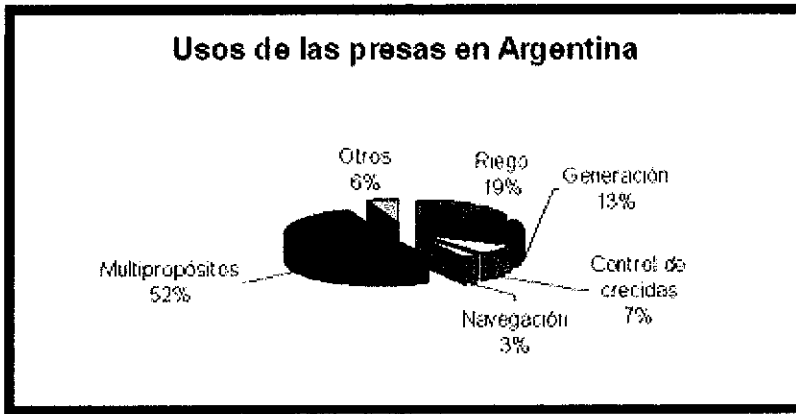 Usos de las presas en Argentina
Otros
6%
Riego
19%
Generación
13%
Control de
crecidas
7%
Navegación
3%
Multipropósitos
52%